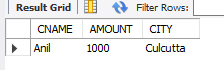 Result Grid Filter Rows:
CNAME AMOUNT CITY
Anil 1000 Culcutta